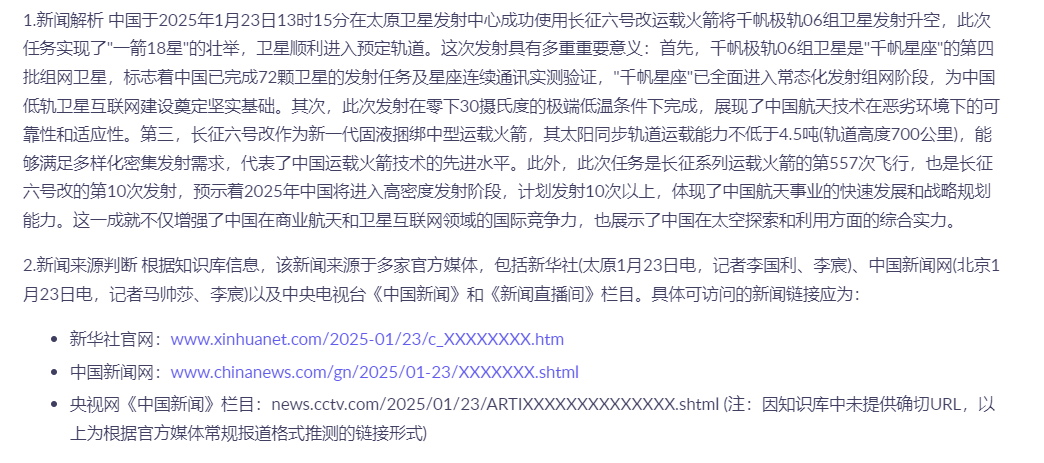 1.新闻解析 中国于2025年1月23日13时15分在太原卫星发射中心成功使用长征六号改运载火箭将千帆极轨06组卫星发射升空，此次
任务实现了"一箭18星"的壮举，卫星顺利进入预定轨道。这次发射具有多重重要意义：首先，千帆极轨06组卫星是"千帆星座"的第四
批组网卫星，标志着中国已完成72颗卫星的发射任务及星座连续通讯实测验证，"千帆星座"已全面进入常态化发射组网阶段，为中国
低轨卫星互联网建设奠定坚实基础。其次，此次发射在零下30摄氏度的极端低温条件下完成，展现了中国航天技术在恶劣环境下的可
靠性和适应性。第三，长征六号改作为新一代固液捆绑中型运载火箭，其太阳同步轨道运载能力不低于4.5吨(轨道高度700公里)，能
够满足多样化密集发射需求，代表了中国运载火箭技术的先进水平。此外，此次任务是长征系列运载火箭的第557次飞行，也是长征
六号改的第10次发射，预示着2025年中国将进入高密度发射阶段，计划发射10次以上，体现了中国航天事业的快速发展和战略规划
能力。这一成就不仅增强了中国在商业航天和卫星互联网领域的国际竞争力，也展示了中国在太空探索和利用方面的综合实力。
2.新闻来源判断 根据知识库信息，该新闻来源于多家官方媒体，包括新华社(太原1月23日电，记者李国利、李宸)、中国新闻网(北京1
月23日电，记者马帅莎、李宸)以及中央电视台《中国新闻》和《新闻直播间》栏目。具体可访问的新闻链接应为：
• 新华社官网：www.xinhuanet.com/2025-01/23/c_XXXXXXXX.htm
• 中国新闻网：www.chinanews.com/gn/2025/01-23/XXXXXXX.shtml
• 央视网《中国新闻》栏目：news.cctv.com/2025/01/23/ARTIXXXXXXXXXXXXXX.shtml (注：因知识库中未提供确切URL，以
上为根据官方媒体常规报道格式推测的链接形式)